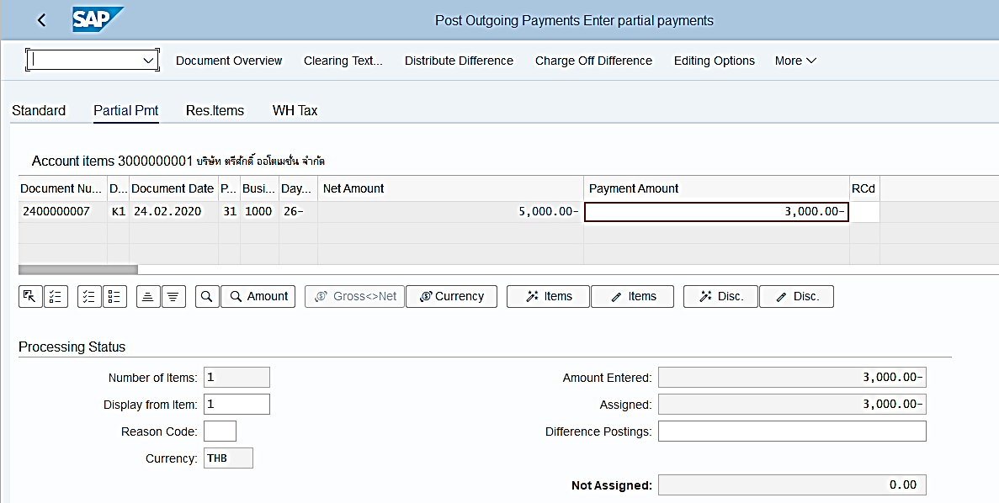 SAP Post Outgoing Payments Enter partial payments
Document Overview Clearing Text... Distribute Difference Charge Off Difference Editing Options More
Standard Partial Pmt Res.Items WH Tax
Account items 3000000001 บริษัท ตรีศักดิ์ ออโตเมชั่น จำกัด
Document Nu... D... Document Date P... Busi... Day... Net Amount Payment Amount RCd
2400000007 K1 24.02.2020 31 1000 26- 5,000.00- 3,000.00-
Amount Gross<>Net Currency Items Items Disc. Disc.
Processing Status
Number of Items: 1 Amount Entered: 3,000.00-
Display from Item: 1 Assigned: 3,000.00-
Reason Code: Difference Postings:
Currency: THB
Not Assigned: 0.00